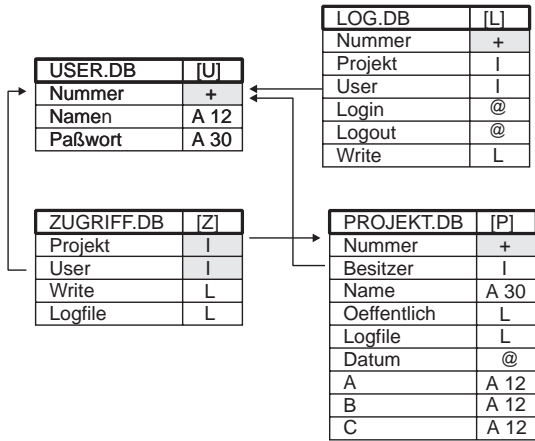 LOG.DB [L]
Nummer +
Projekt I
User I
Login @
Logout @
Write L
USER.DB [U]
Nummer +
Namen A 12
Paßwort A 30
ZUGRIFF.DB [Z]
Projekt I
User I
Write L
Logfile L
PROJEKT.DB [P]
Nummer +
Besitzer I
Name A 30
Oeffentlich L
Logfile L
Datum @
A A 12
B A 12
C A 12